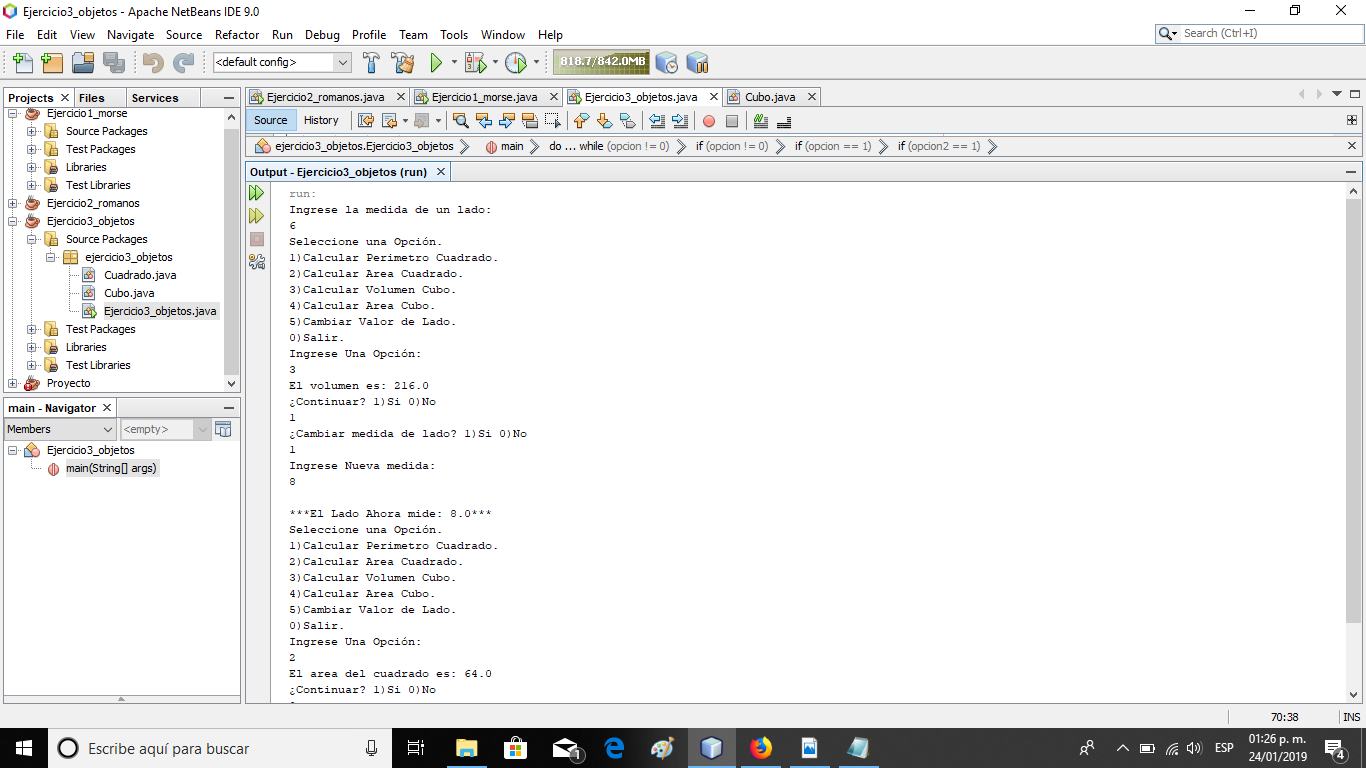 Ejercicio3_objetos - Apache NetBeans IDE 9.0
File Edit View Navigate Source Refactor Run Debug Profile Team Tools Window Help
Search (Ctrl+I)
<default config>
818.7/842.0MB
Projects Files Services
Ejercicio1_morse
Source Packages
Test Packages
Libraries
Test Libraries
Ejercicio2_romanos
Ejercicio3_objetos
Source Packages
ejercicio3_objetos
Cuadrado.java
Cubo.java
Ejercicio3_objetos.java
Test Packages
Libraries
Test Libraries
Proyecto
main - Navigator
Members
<empty>
Ejercicio3_objetos
main(String[] args)
Ejercicio2_romanos.java Ejercicio1_morse.java Ejercicio3_objetos.java Cubo.java
Source History
ejercicio3_objetos.Ejercicio3_objetos main do ... while (opcion != 0) if (opcion != 0) if (opcion == 1) if (opcion2 == 1)
Output - Ejercicio3_objetos (run)
run:
Ingrese la medida de un lado:
6
Seleccione una Opción.
1)Calcular Perimetro Cuadrado.
2)Calcular Area Cuadrado.
3)Calcular Volumen Cubo.
4)Calcular Area Cubo.
5)Cambiar Valor de Lado.
0)Salir.
Ingrese Una Opción:
3
El volumen es: 216.0
¿Continuar? 1)Si 0)No
1
¿Cambiar medida de lado? 1)Si 0)No
1
Ingrese Nueva medida:
8
***El Lado Ahora mide: 8.0***
Seleccione una Opción.
1)Calcular Perimetro Cuadrado.
2)Calcular Area Cuadrado.
3)Calcular Volumen Cubo.
4)Calcular Area Cubo.
5)Cambiar Valor de Lado.
0)Salir.
Ingrese Una Opción:
2
El area del cuadrado es: 64.0
¿Continuar? 1)Si 0)No
70:38 INS
Escribe aquí para buscar
1
ESP
01:26 p. m.
24/01/2019
4